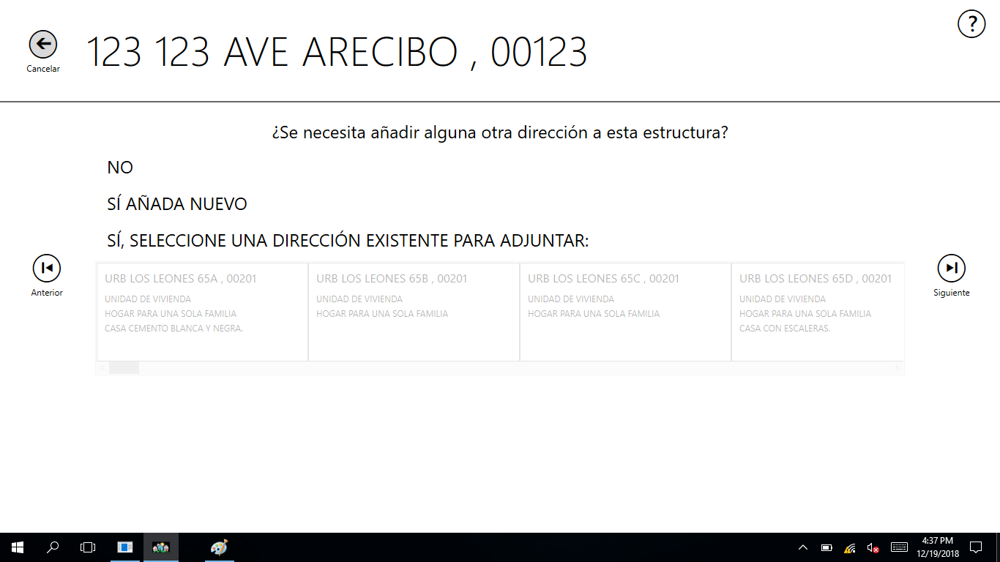 Cancelar
123 123 AVE ARECIBO , 00123
?
¿Se necesita añadir alguna otra dirección a esta estructura?
NO
SÍ AÑADA NUEVO
SÍ, SELECCIONE UNA DIRECCIÓN EXISTENTE PARA ADJUNTAR:
Anterior
URB LOS LEONES 65A , 00201
UNIDAD DE VIVIENDA
HOGAR PARA UNA SOLA FAMILIA
CASA CEMENTO BLANCA Y NEGRA.
URB LOS LEONES 65B , 00201
UNIDAD DE VIVIENDA
HOGAR PARA UNA SOLA FAMILIA
URB LOS LEONES 65C , 00201
UNIDAD DE VIVIENDA
HOGAR PARA UNA SOLA FAMILIA
URB LOS LEONES 65D , 00201
UNIDAD DE VIVIENDA
HOGAR PARA UNA SOLA FAMILIA
CASA CON ESCALERAS.
Siguiente
4:37 PM
12/19/2018